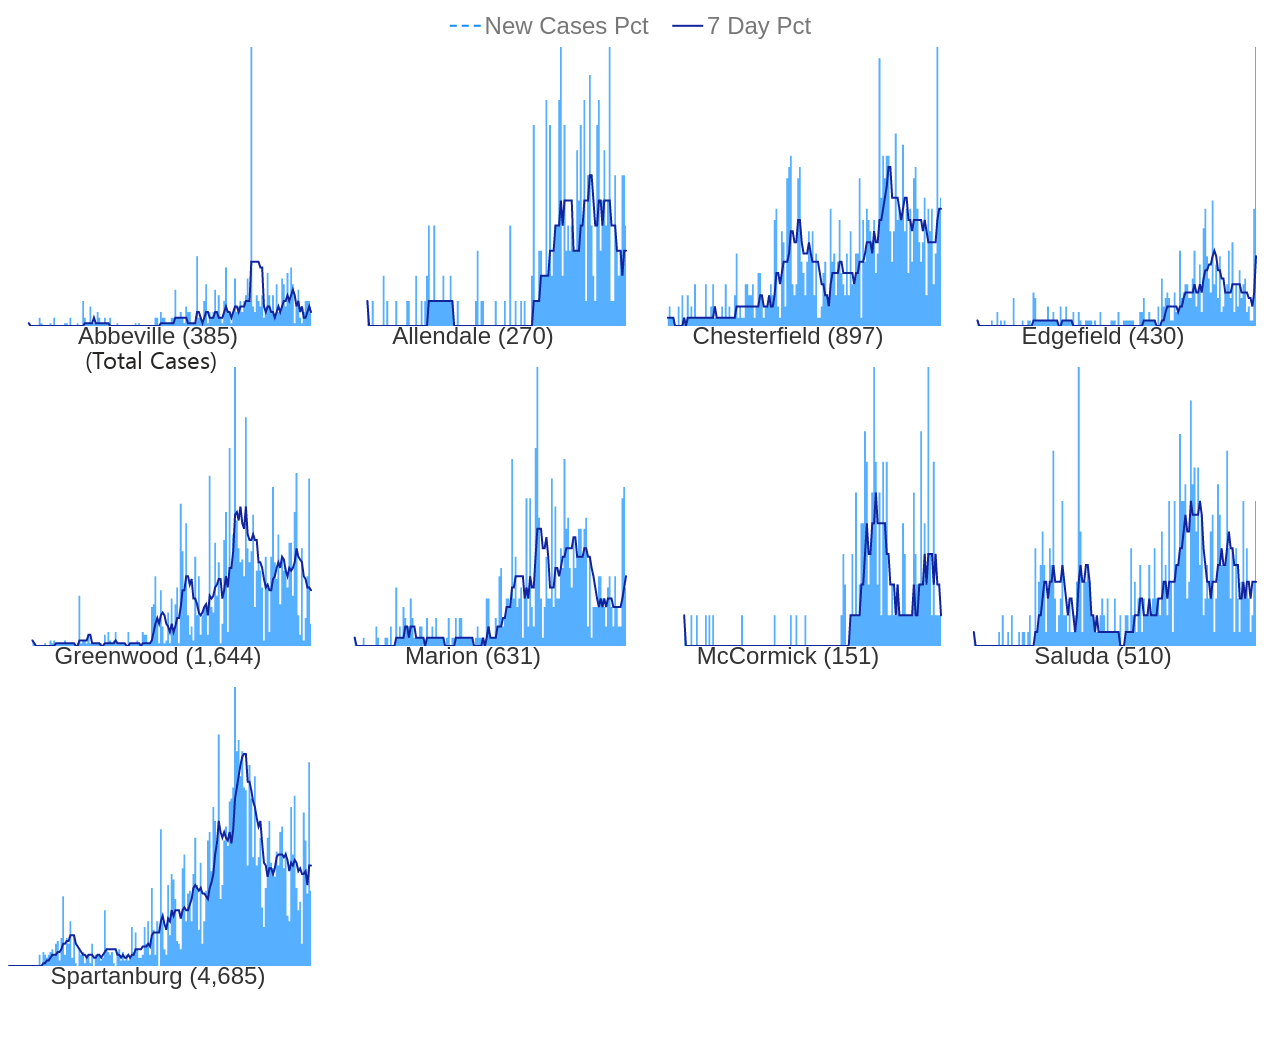 New Cases Pct 7 Day Pct
Abbeville (385) Allendale (270) Chesterfield (897) Edgefield (430)
(Total Cases)
Greenwood (1,644) Marion (631) McCormick (151) Saluda (510)
Spartanburg (4,685)